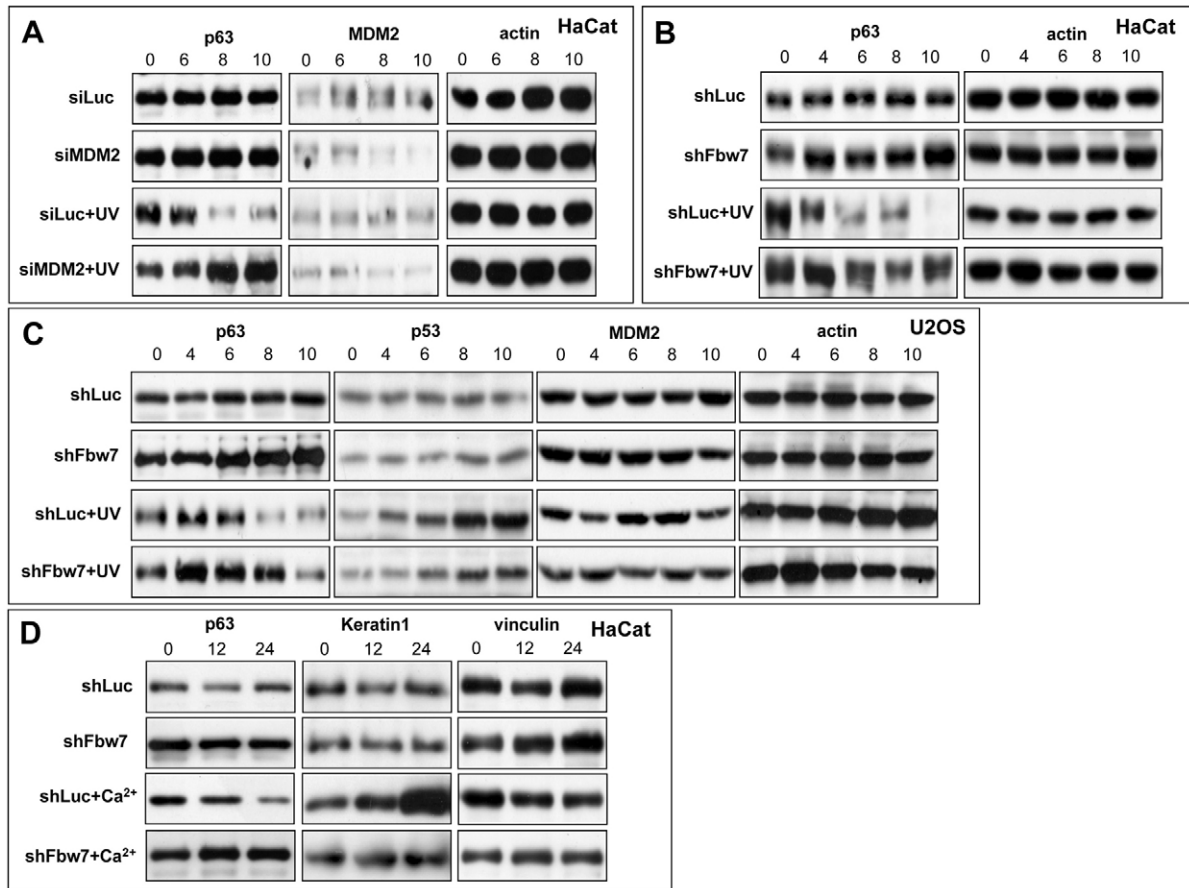 A p63 MDM2 actin HaCat
0 6 8 10 0 6 8 10 0 6 8 10
siLuc
siMDM2
siLuc+UV
siMDM2+UV
B p63 actin HaCat
0 4 6 8 10 0 4 6 8 10
shLuc
shFbw7
shLuc+UV
shFbw7+UV
C p63 p53 MDM2 actin U2OS
0 4 6 8 10 0 4 6 8 10 0 4 6 8 10 0 4 6 8 10
shLuc
shFbw7
shLuc+UV
shFbw7+UV
D p63 Keratin1 vinculin HaCat
0 12 24 0 12 24 0 12 24
shLuc
shFbw7
shLuc+Ca²⁺
shFbw7+Ca²⁺